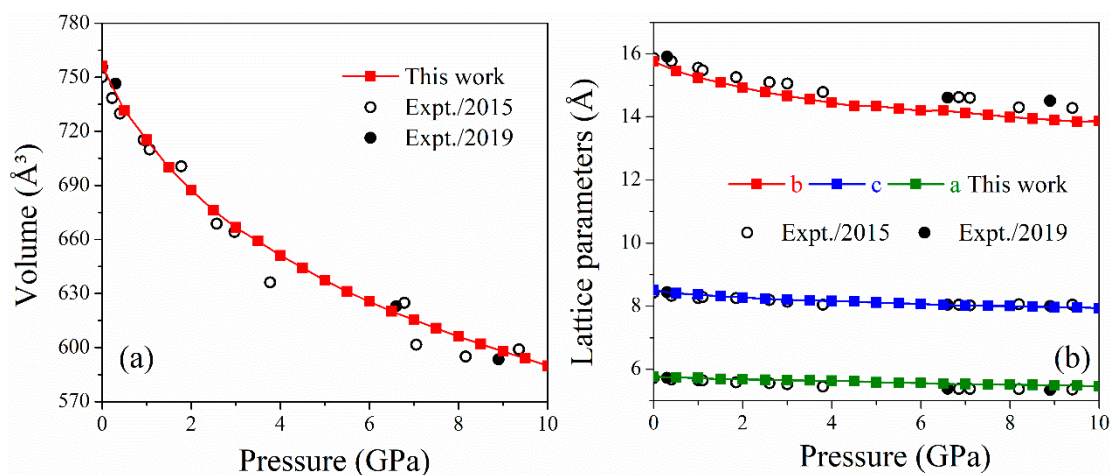 780
750
720
690
660
630
600
570
Volume (Å³)
This work
Expt./2015
Expt./2019
(a)
0 2 4 6 8 10
Pressure (GPa)
16
14
12
10
8
6
Lattice parameters (Å)
b c a This work
Expt./2015 Expt./2019
(b)
0 2 4 6 8 10
Pressure (GPa)